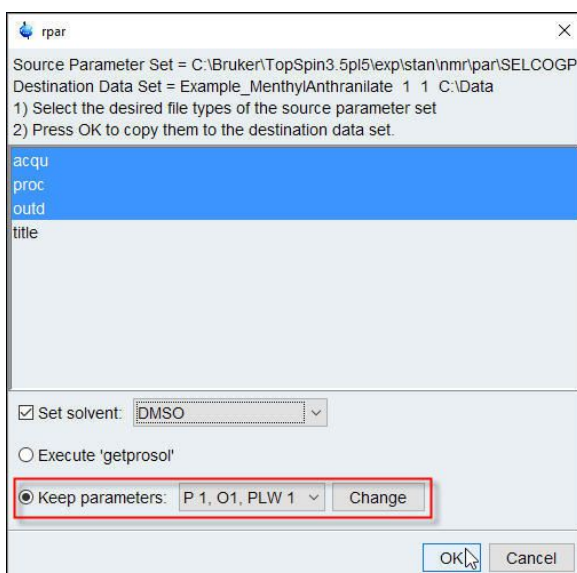 rpar
Source Parameter Set = C:\Bruker\TopSpin3.5pl5\exp\stan\nmr\par\SELCOGP
Destination Data Set = Example_MenthylAnthranilate 1 1 C:\Data
1) Select the desired file types of the source parameter set
2) Press OK to copy them to the destination data set.
acqu
proc
outd
title
Set solvent: DMSO
Execute 'getprosol'
Keep parameters: P 1, O1, PLW 1 Change
OK Cancel